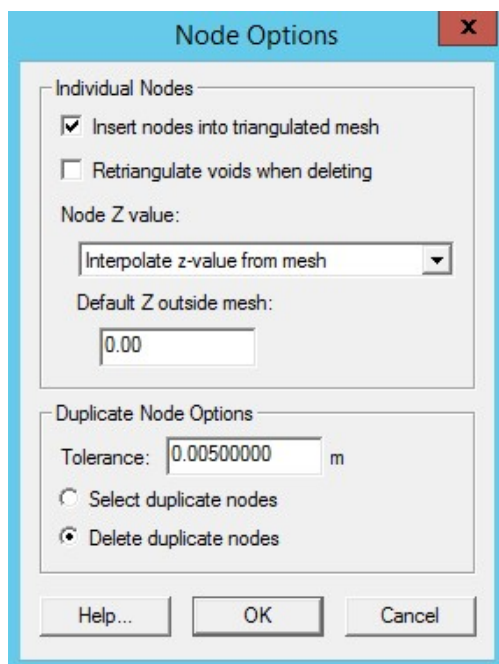 Node Options
x
Individual Nodes
Insert nodes into triangulated mesh
Retriangulate voids when deleting
Node Z value:
Interpolate z-value from mesh
Default Z outside mesh:
0.00
Duplicate Node Options
Tolerance: 0.00500000 m
Select duplicate nodes
Delete duplicate nodes
Help... OK Cancel